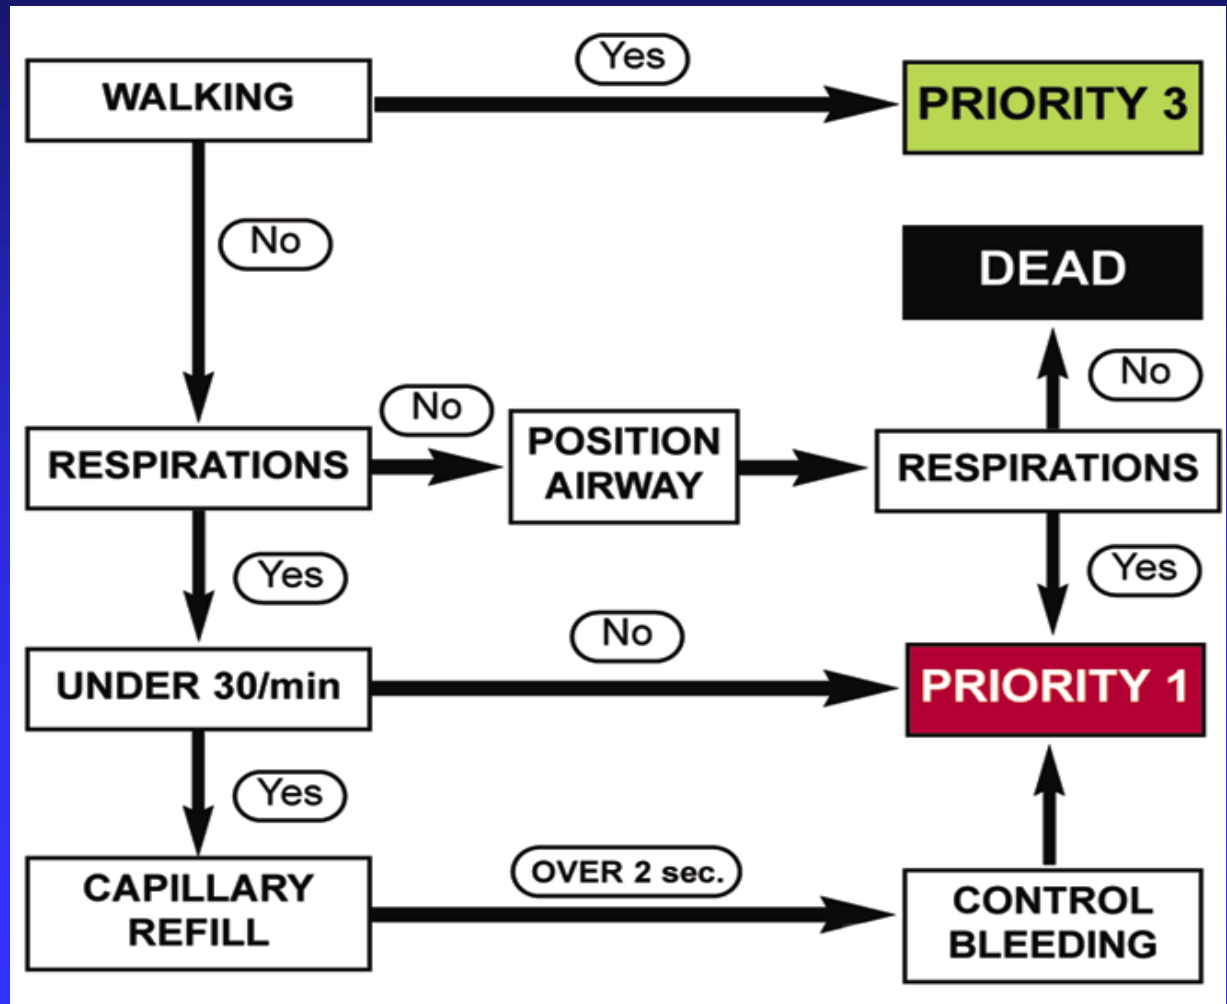 WALKING
Yes
PRIORITY 3
No
DEAD
No
No
RESPIRATIONS
POSITION
AIRWAY
RESPIRATIONS
Yes
Yes
No
UNDER 30/min
PRIORITY 1
Yes
CAPILLARY
REFILL
OVER 2 sec.
CONTROL
BLEEDING